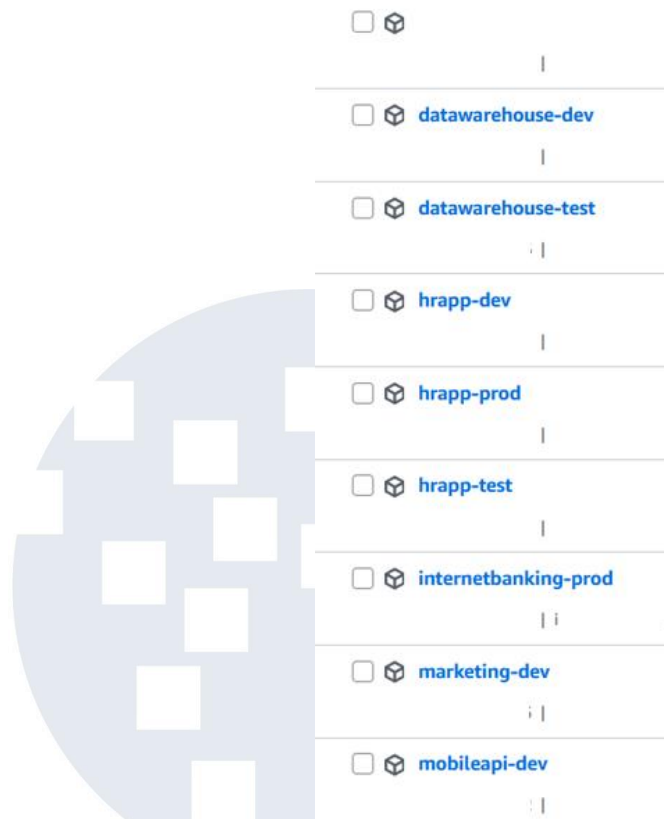 |
datawarehouse-dev
|
datawarehouse-test
|
hrapp-dev
|
hrapp-prod
|
hrapp-test
|
internetbanking-prod
| i
marketing-dev
|
mobileapi-dev
|